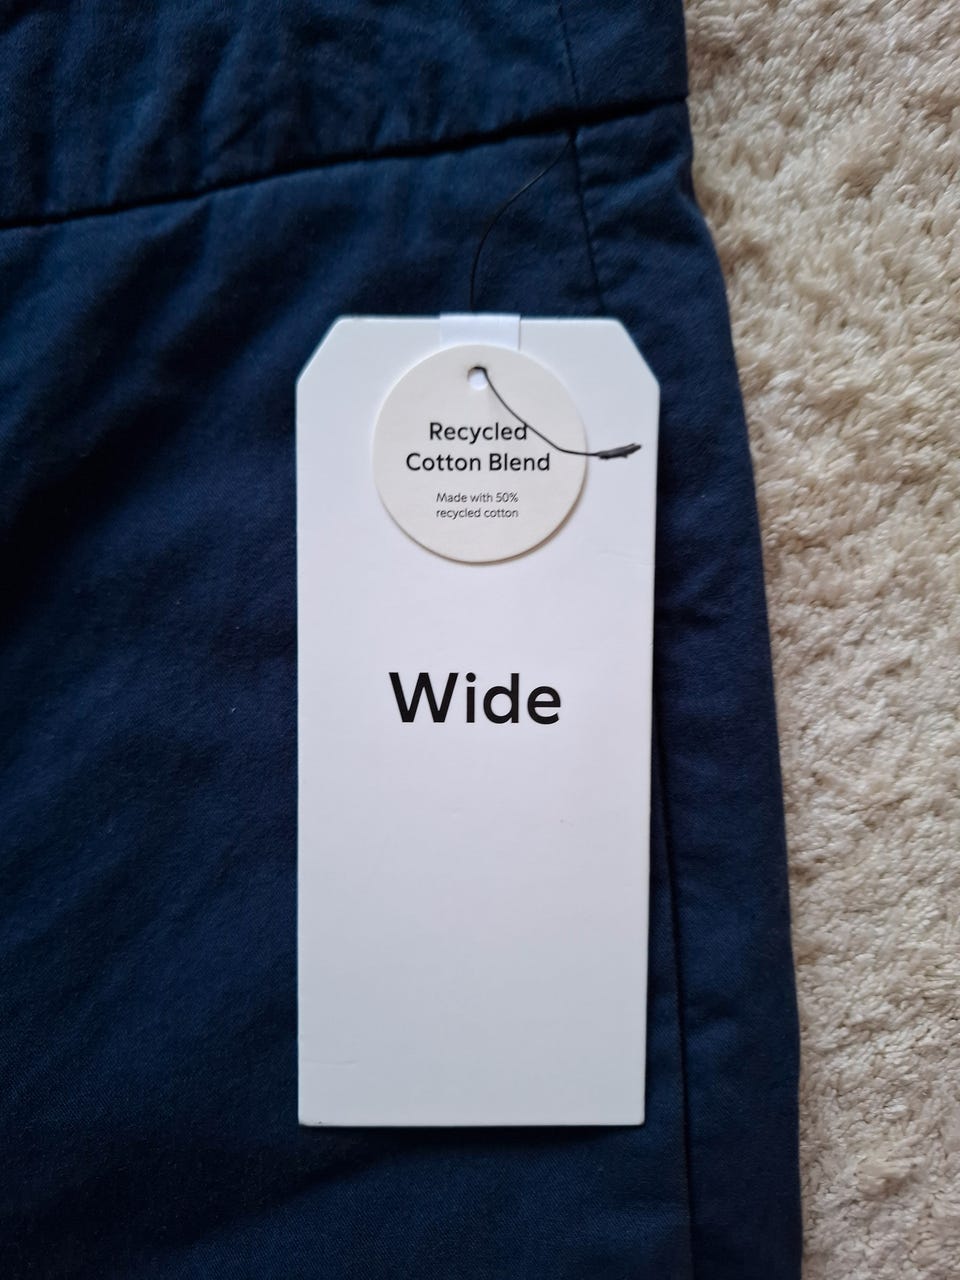 Recycled
Cotton Blend
Made with 50%
recycled cotton
Wide